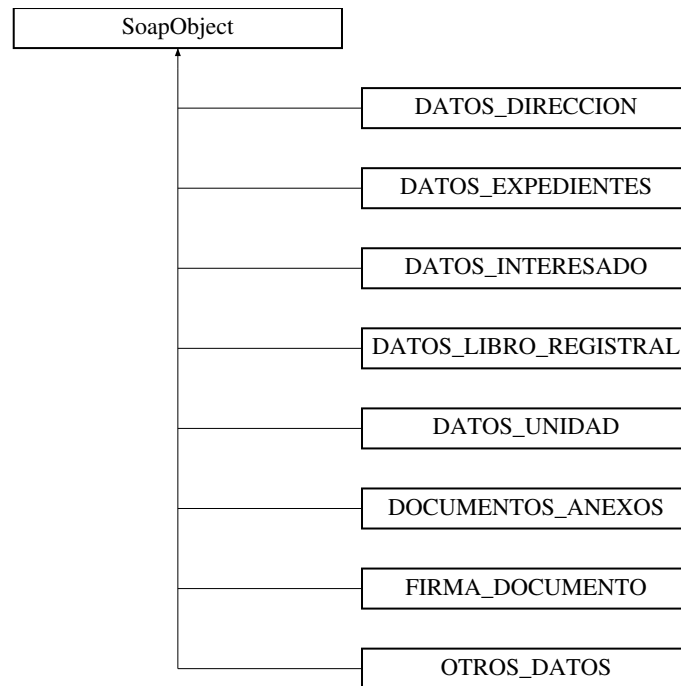 SoapObject
DATOS_DIRECCION
DATOS_EXPEDIENTES
DATOS_INTERESADO
DATOS_LIBRO_REGISTRAL
DATOS_UNIDAD
DOCUMENTOS_ANEXOS
FIRMA_DOCUMENTO
OTROS_DATOS